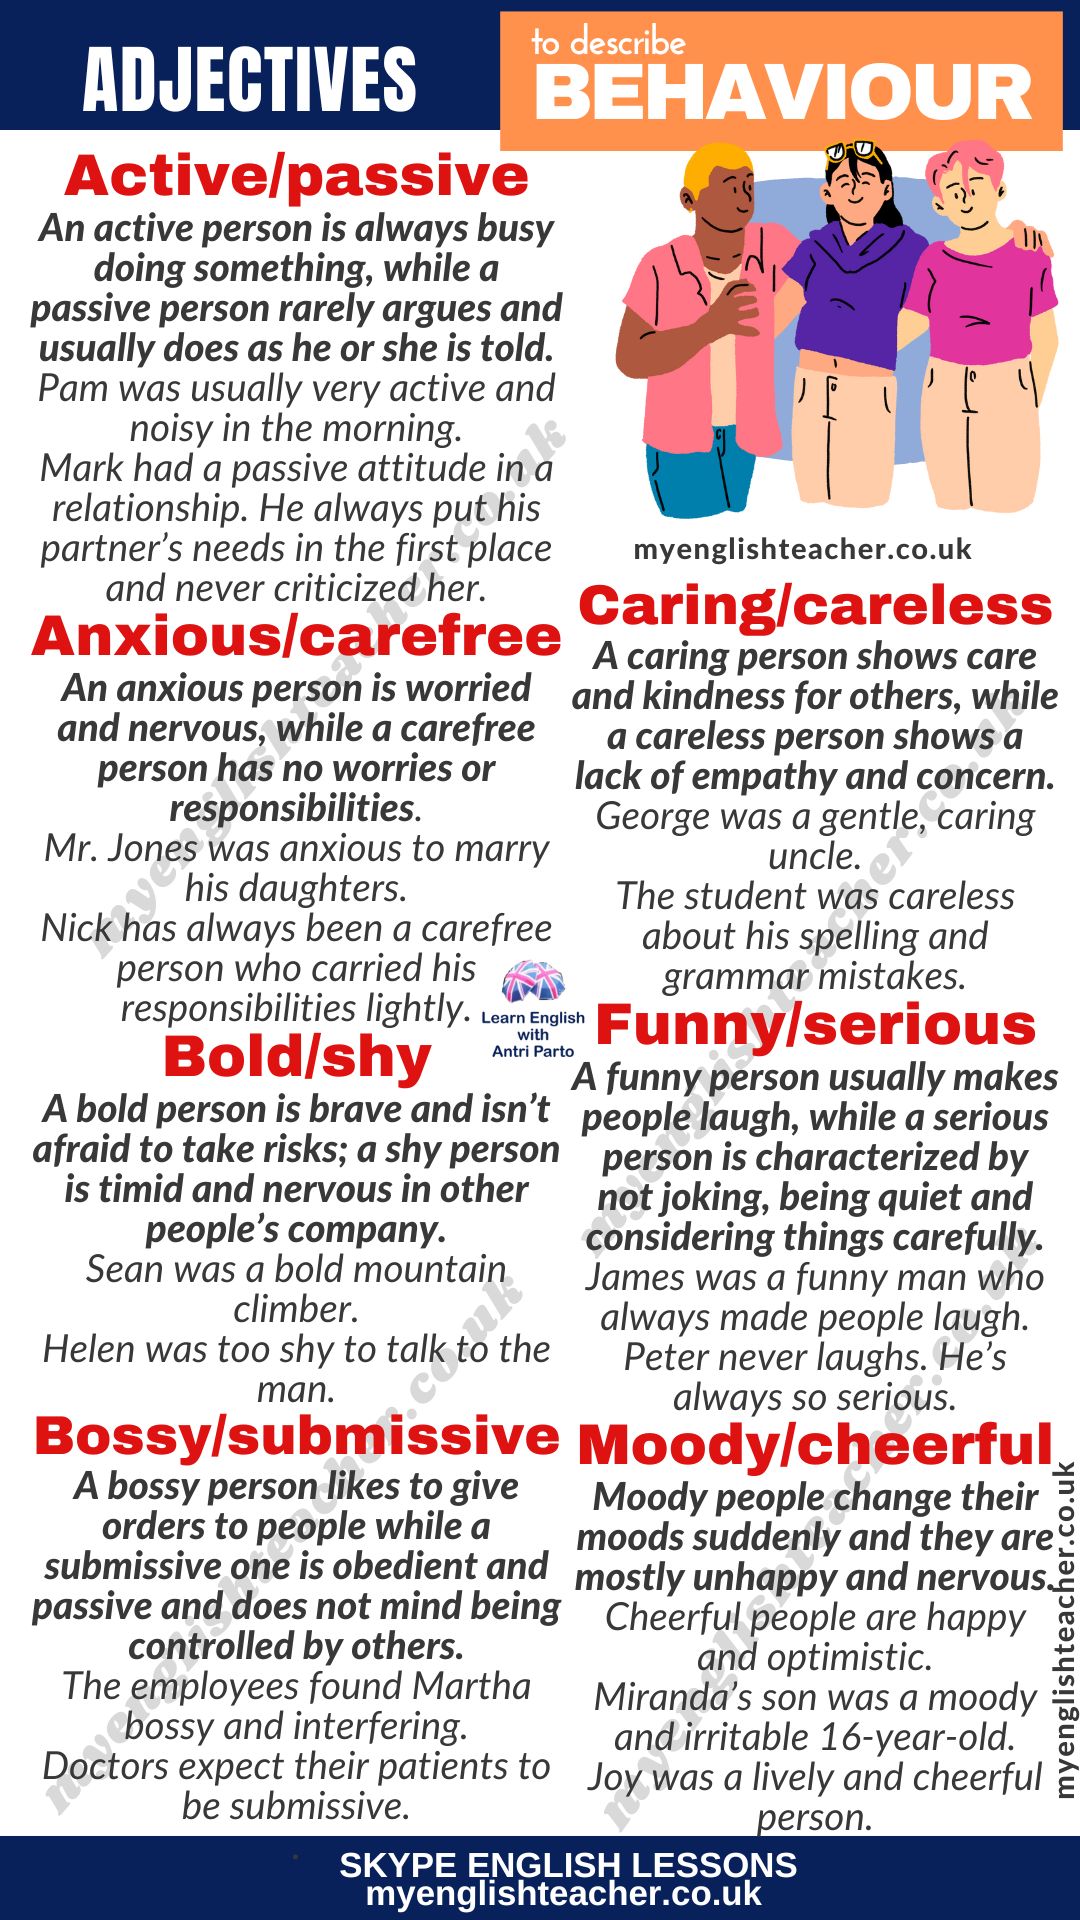 ADJECTIVES
to describe
BEHAVIOUR
Active/passive
An active person is always busy
doing something, while a
passive person rarely argues and
usually does as he or she is told.
Pam was usually very active and
noisy in the morning.
Mark had a passive attitude in a
relationship. He always put his
partner's needs in the first place
and never criticized her.
Anxious/carefree
An anxious person is worried
and nervous, while a carefree
person has no worries or
responsibilities.
Mr. Jones was anxious to marry
his daughters.
Nick has always been a carefree
person who carried his
responsibilities lightly.
Bold/shy
A bold person is brave and isn't
afraid to take risks; a shy person
is timid and nervous in other
people's company.
Sean was a bold mountain
climber.
Helen was too shy to talk to the
man.
Bossy/submissive
A bossy person likes to give
orders to people while a
submissive one is obedient and
passive and does not mind being
controlled by others.
The employees found Martha
bossy and interfering.
Doctors expect their patients to
be submissive.
myenglishteacher.co.uk
Caring/careless
A caring person shows care
and kindness for others, while
a careless person shows a
lack of empathy and concern.
George was a gentle, caring
uncle.
The student was careless
about his spelling and
grammar mistakes.
Learn English
with
Antri Parto
Funny/serious
A funny person usually makes
people laugh, while a serious
person is characterized by
not joking, being quiet and
considering things carefully.
James was a funny man who
always made people laugh.
Peter never laughs. He's
always so serious.
Moody/cheerful
Moody people change their
moods suddenly and they are
mostly unhappy and nervous.
Cheerful people are happy
and optimistic.
Miranda's son was a moody
and irritable 16-year-old.
Joy was a lively and cheerful
person.
myenglishteacher.co.uk
myenglishteacher.co.uk
myenglishteacher.co.uk
myenglishteacher.co.uk
myenglishteacher.co.uk
myenglishteacher.co.uk
SKYPE ENGLISH LESSONS
myenglishteacher.co.uk